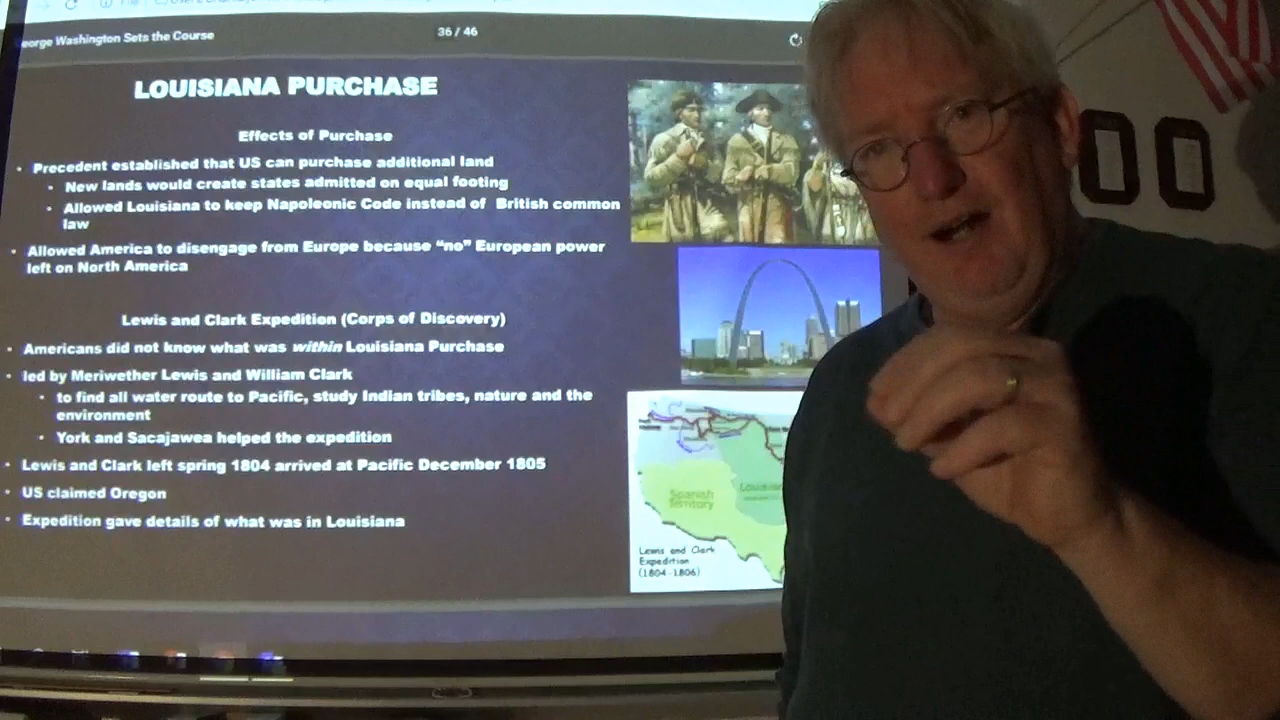 eorge Washington Sets the Course
36 / 46
LOUISIANA PURCHASE
Effects of Purchase
• Precedent established that US can purchase additional land
• New lands would create states admitted on equal footing
• Allowed Louisiana to keep Napoleonic Code instead of British common
law
• Allowed America to disengage from Europe because “no” European power
left on North America
Lewis and Clark Expedition (Corps of Discovery)
• Americans did not know what was within Louisiana Purchase
• led by Meriwether Lewis and William Clark
• to find all water route to Pacific, study Indian tribes, nature and the
environment
• York and Sacajawea helped the expedition
• Lewis and Clark left spring 1804 arrived at Pacific December 1805
• US claimed Oregon
• Expedition gave details of what was in Louisiana
Spanish
Territory
Louisi
Lewis and Clark
Expedition
(1804-1806)
00